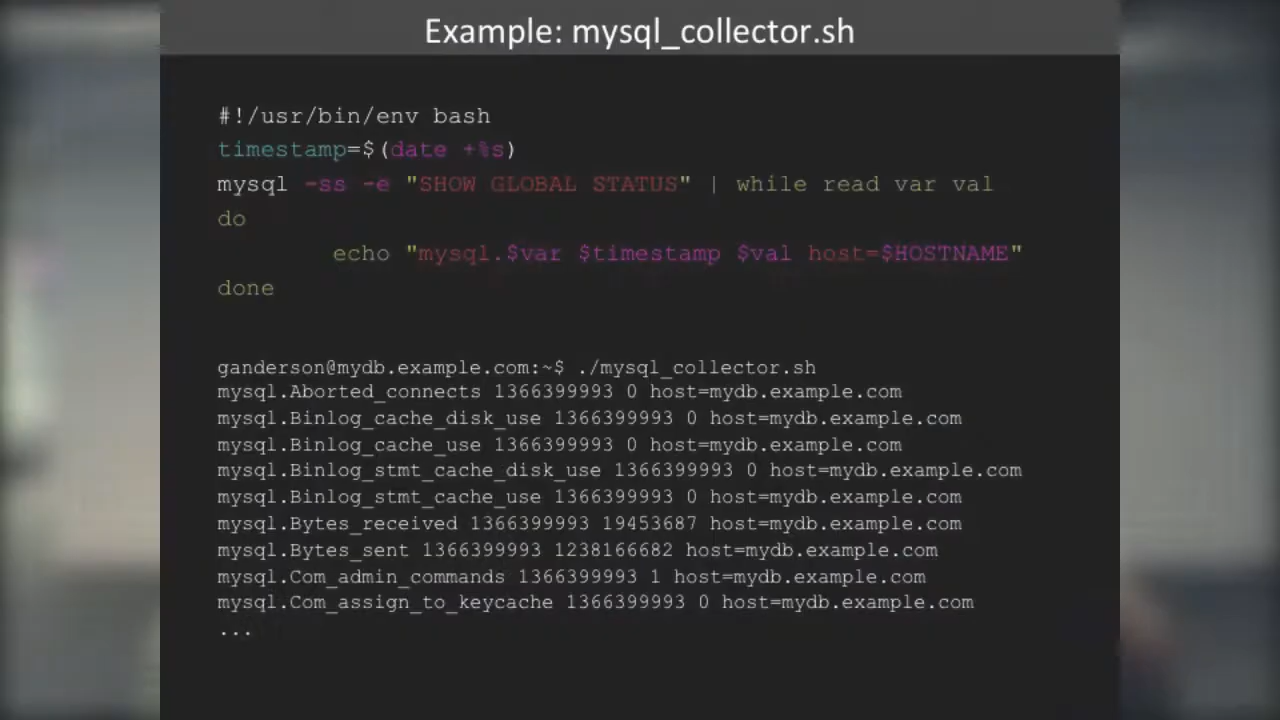 Example: mysql_collector.sh
#!/usr/bin/env bash
timestamp=$(date +%s)
mysql -ss -e "SHOW GLOBAL STATUS" | while read var val
do
echo "mysql.$var $timestamp $val host=$HOSTNAME"
done
ganderson@mydb.example.com:~$ ./mysql_collector.sh
mysql.Aborted_connects 1366399993 0 host=mydb.example.com
mysql.Binlog_cache_disk_use 1366399993 0 host=mydb.example.com
mysql.Binlog_cache_use 1366399993 0 host=mydb.example.com
mysql.Binlog_stmt_cache_disk_use 1366399993 0 host=mydb.example.com
mysql.Binlog_stmt_cache_use 1366399993 0 host=mydb.example.com
mysql.Bytes_received 1366399993 19453687 host=mydb.example.com
mysql.Bytes_sent 1366399993 1238166682 host=mydb.example.com
mysql.Com_admin_commands 1366399993 1 host=mydb.example.com
mysql.Com_assign_to_keycache 1366399993 0 host=mydb.example.com
...